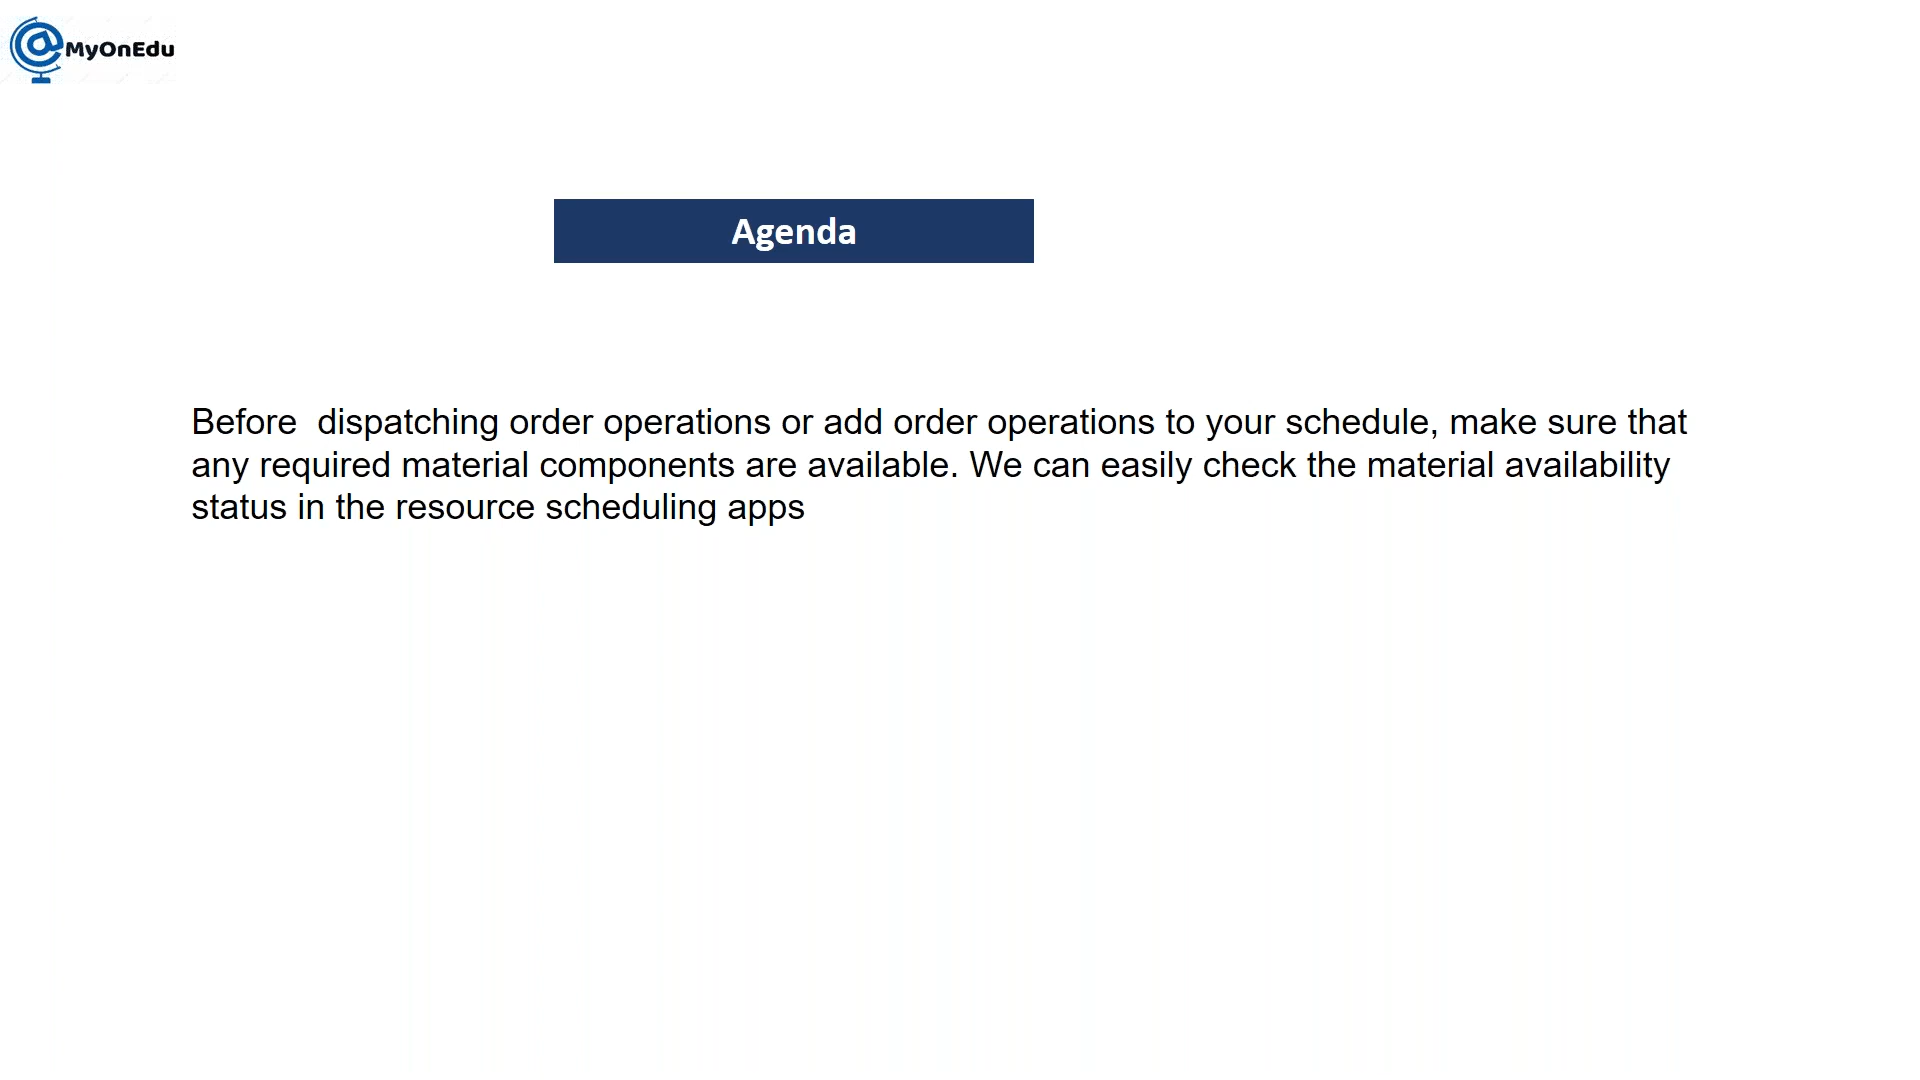 MyOnEdu
Agenda
Before  dispatching order operations or add order operations to your schedule, make sure that
any required material components are available. We can easily check the material availability
status in the resource scheduling apps